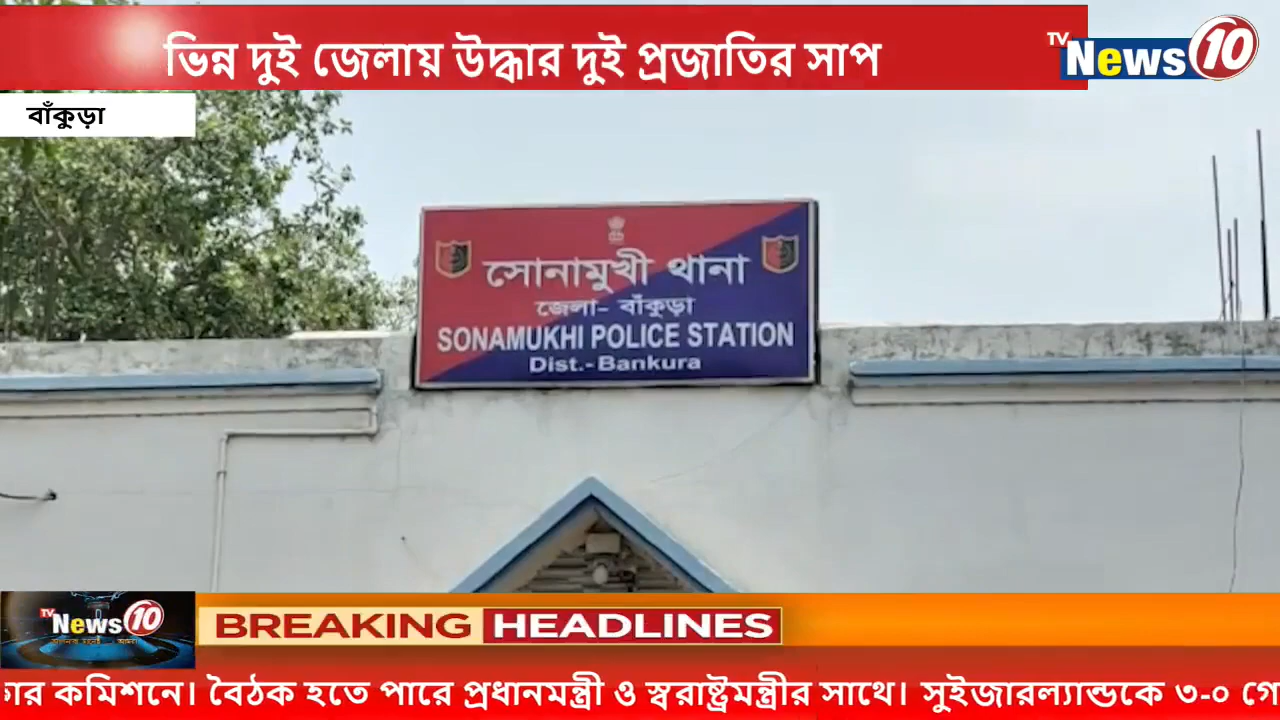 ভিন্ন দুই জেলায় উদ্ধার দুই প্রজাতির সাপ
TV News 10
বাঁকুড়া
সোনামুখী থানা
জেলা- বাঁকুড়া
SONAMUKHI POLICE STATION
Dist.- Bankura
TV News 10
BREAKING HEADLINES
কমিশনে। বৈঠক হতে পারে প্রধানমন্ত্রী ও স্বরাষ্ট্রমন্ত্রীর সাথে। সুইজারল্যান্ডকে ৩-০